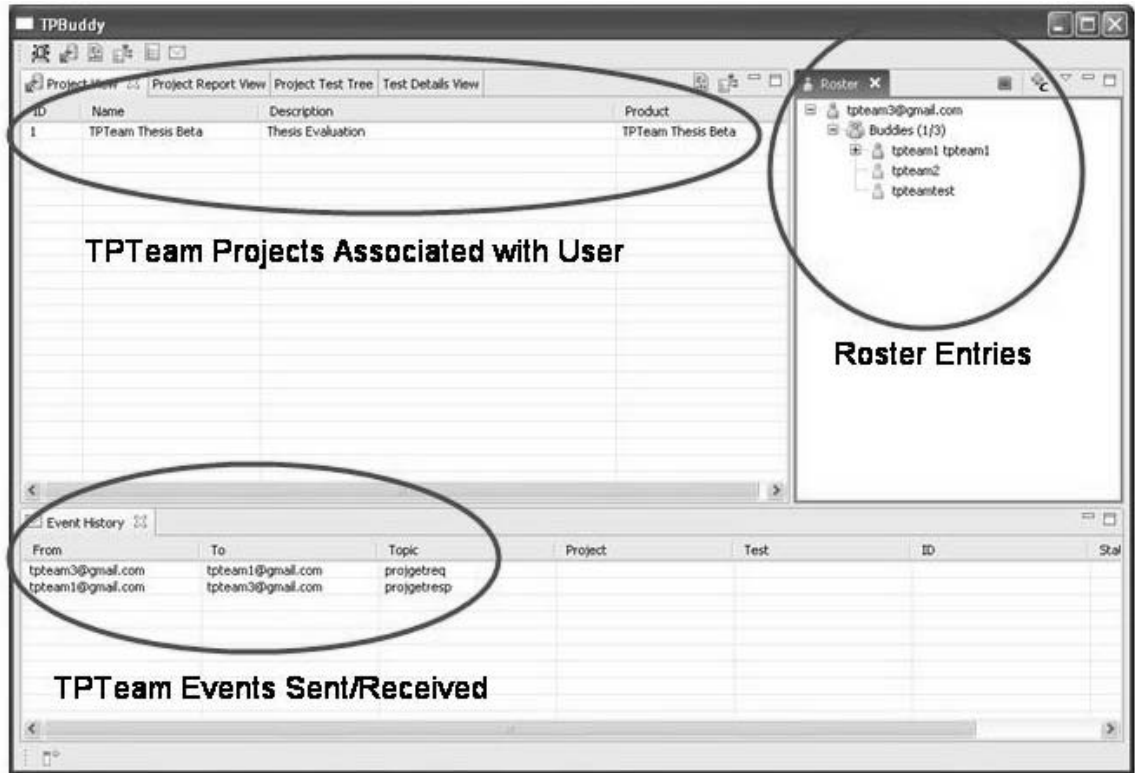 TPBuddy
Project View Project Report View Project Test Tree Test Details View
ID Name Description Product
1 TPTeam Thesis Beta Thesis Evaluation TPTeam Thesis Beta
TPTeam Projects Associated with User
Roster
tpteam3@gmail.com
Buddies (1/3)
tpteam1 tpteam1
tpteam2
tpteamtest
Roster Entries
Event History
From To Topic Project Test ID Stat
tpteam3@gmail.com tpteam1@gmail.com projgetreq
tpteam1@gmail.com tpteam3@gmail.com projgetresp
TPTeam Events Sent/Received